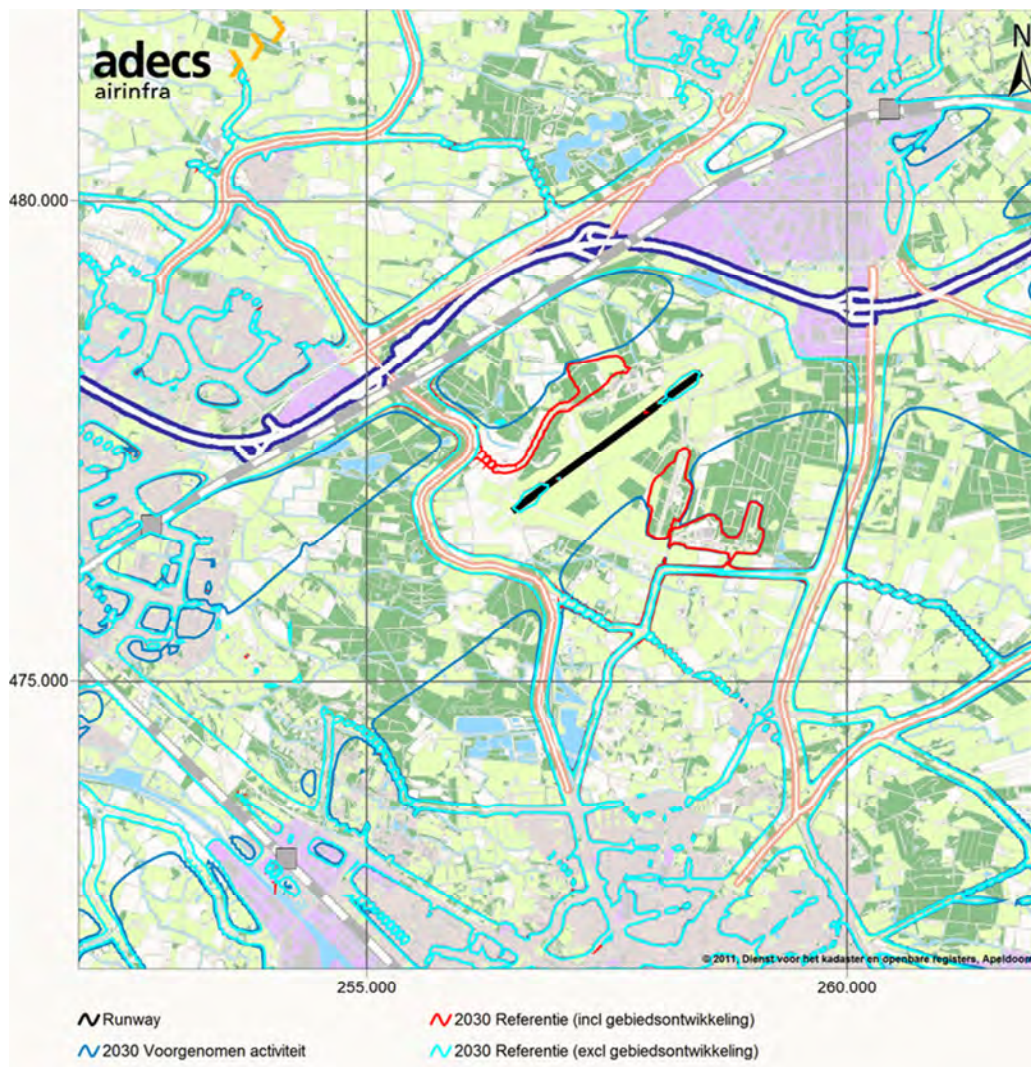 adecs
airinfra
N
480.000
475.000
© 2011, Dienst voor het kadaster en openbare registers, Apeldoorn
255.000
260.000
Runway
2030 Referentie (incl gebiedsontwikkeling)
2030 Voorgenomen activiteit
2030 Referentie (excl gebiedsontwikkeling)